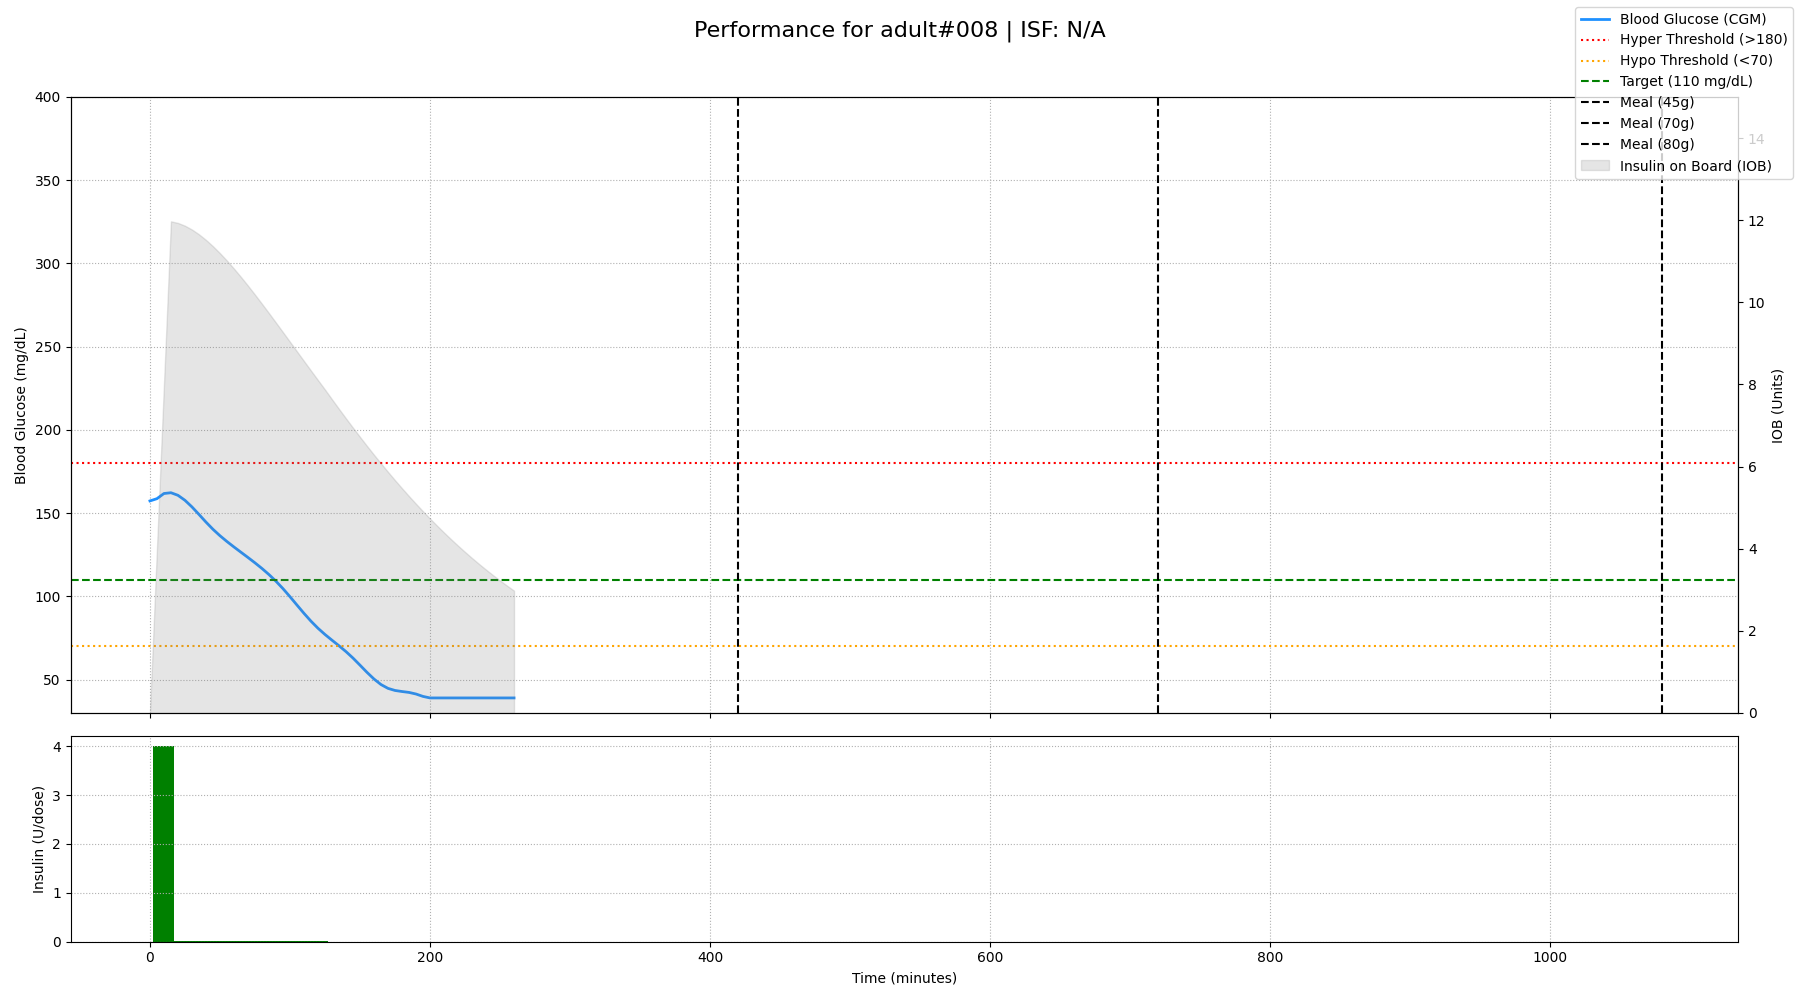 Performance for adult#008 | ISF: N/A
Blood Glucose (CGM)
Hyper Threshold (>180)
Hypo Threshold (<70)
Target (110 mg/dL)
Meal (45g)
Meal (70g)
Meal (80g)
Insulin on Board (IOB)
Blood Glucose (mg/dL)
400
350
300
250
200
150
100
50
14
12
10
8
6
4
2
0
IOB (Units)
Insulin (U/dose)
4
3
2
1
0
0
200
400
600
800
1000
Time (minutes)